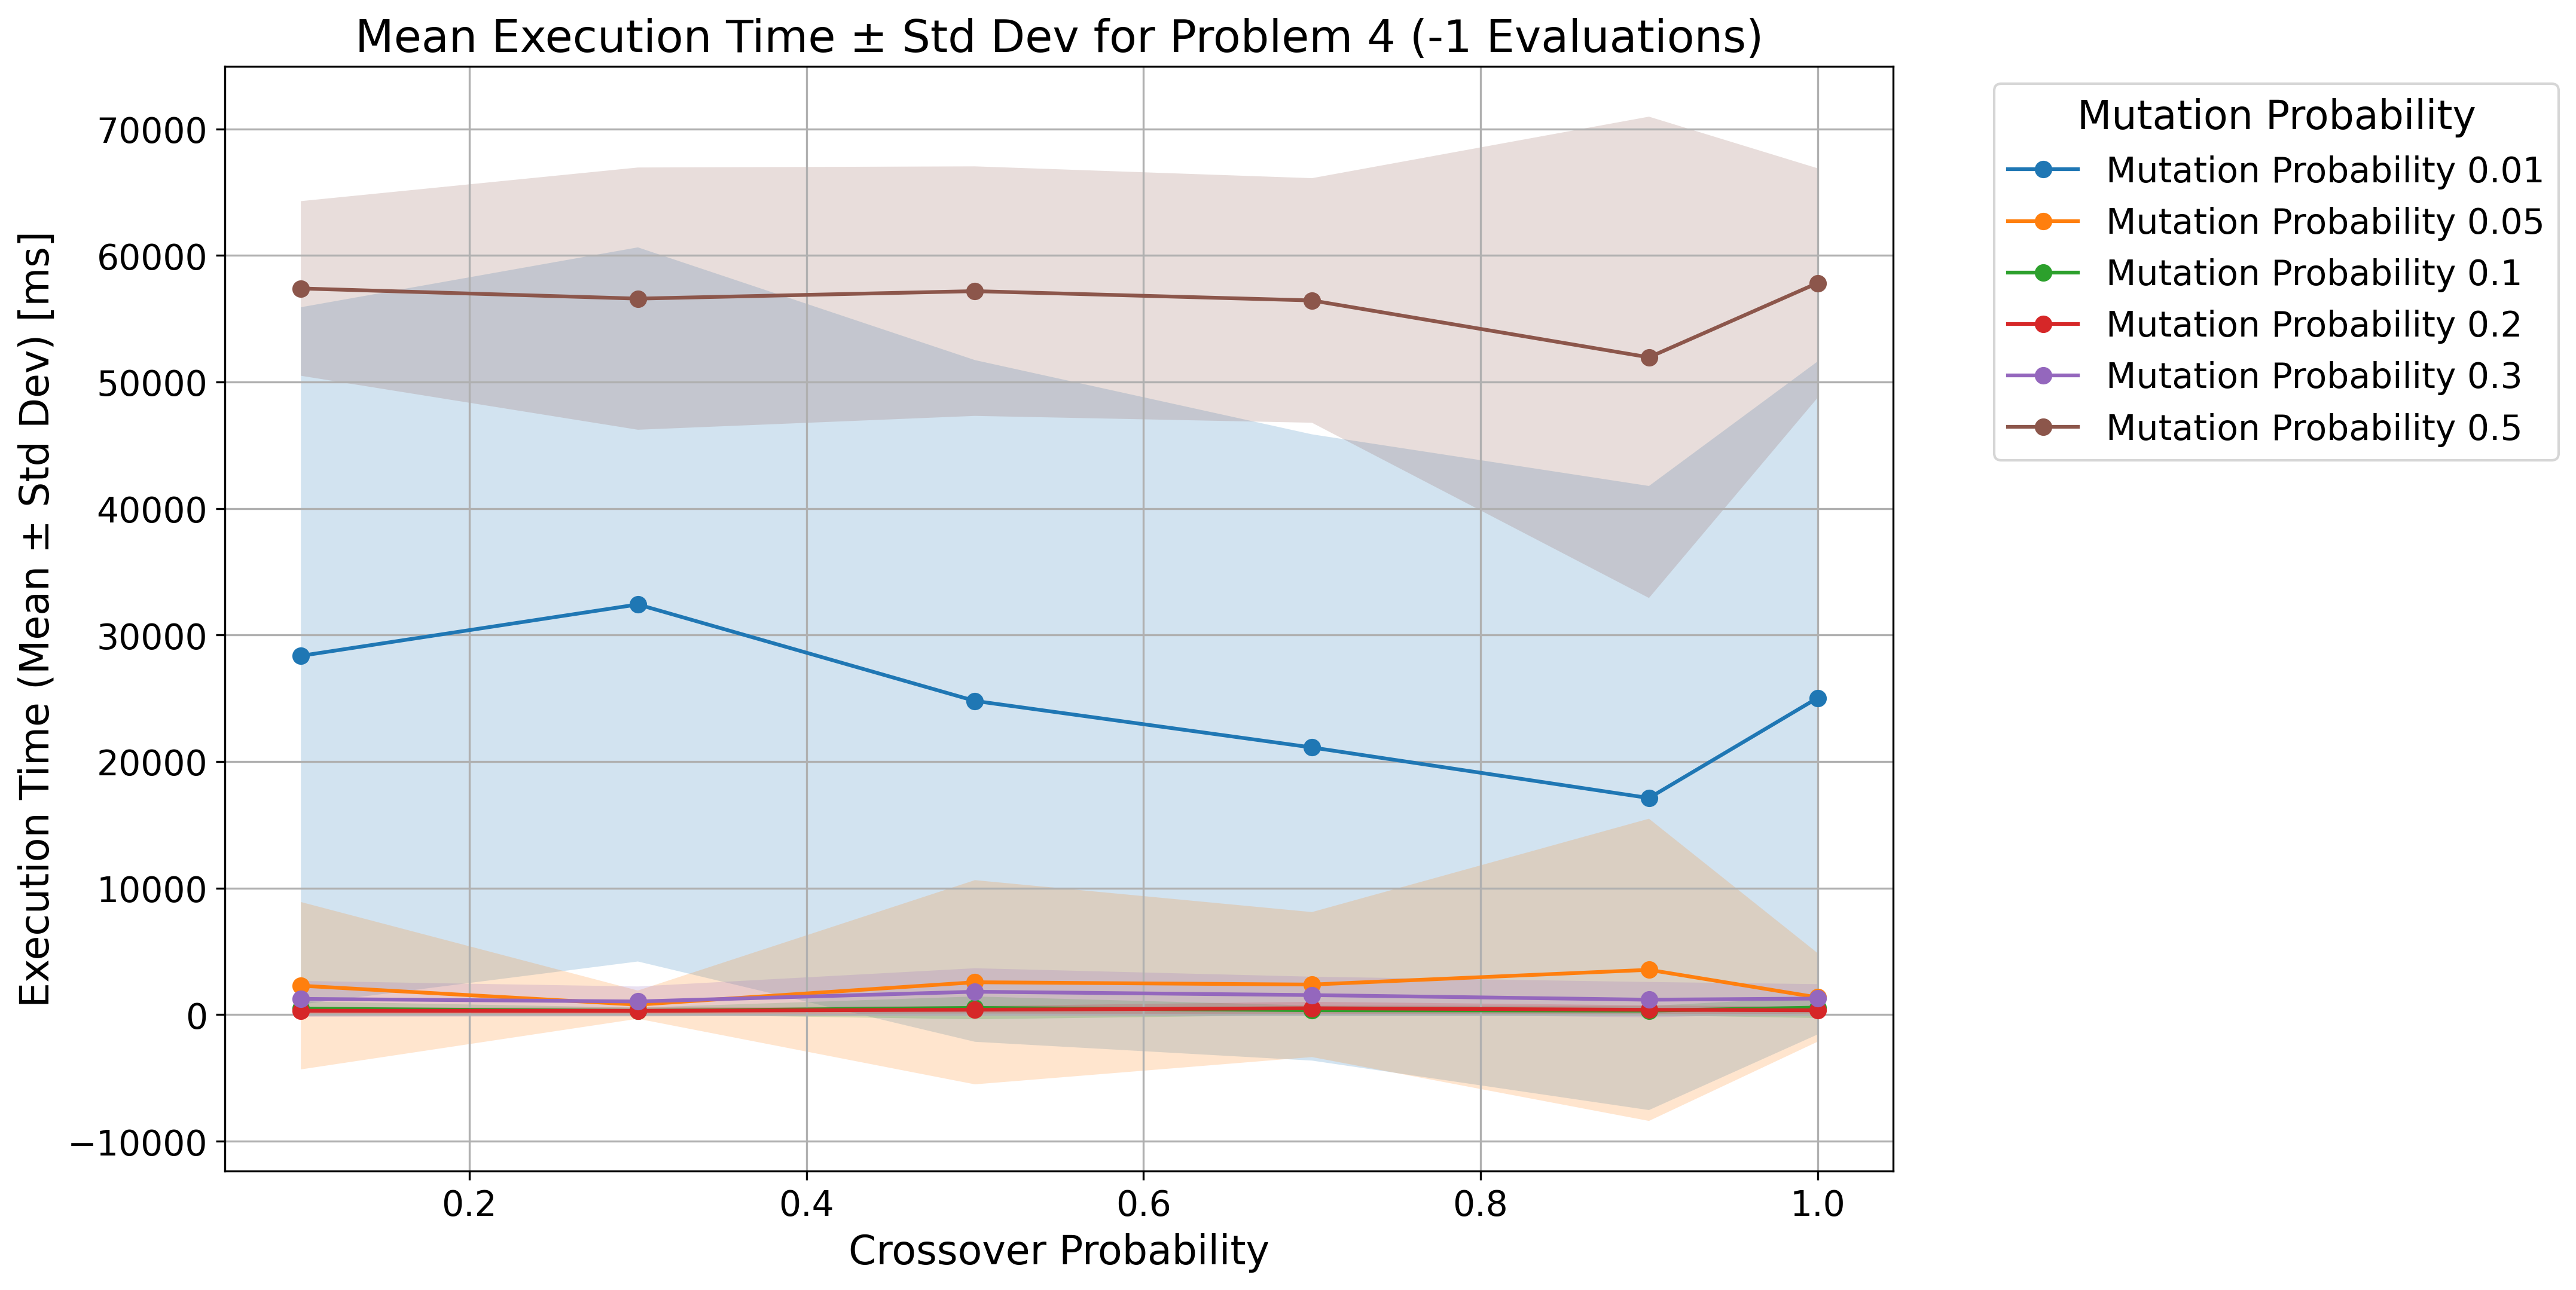 Mean Execution Time ± Std Dev for Problem 4 (-1 Evaluations)
Execution Time (Mean ± Std Dev) [ms]
70000
60000
50000
40000
30000
20000
10000
0
−10000
0.2
0.4
0.6
0.8
1.0
Crossover Probability
Mutation Probability
Mutation Probability 0.01
Mutation Probability 0.05
Mutation Probability 0.1
Mutation Probability 0.2
Mutation Probability 0.3
Mutation Probability 0.5